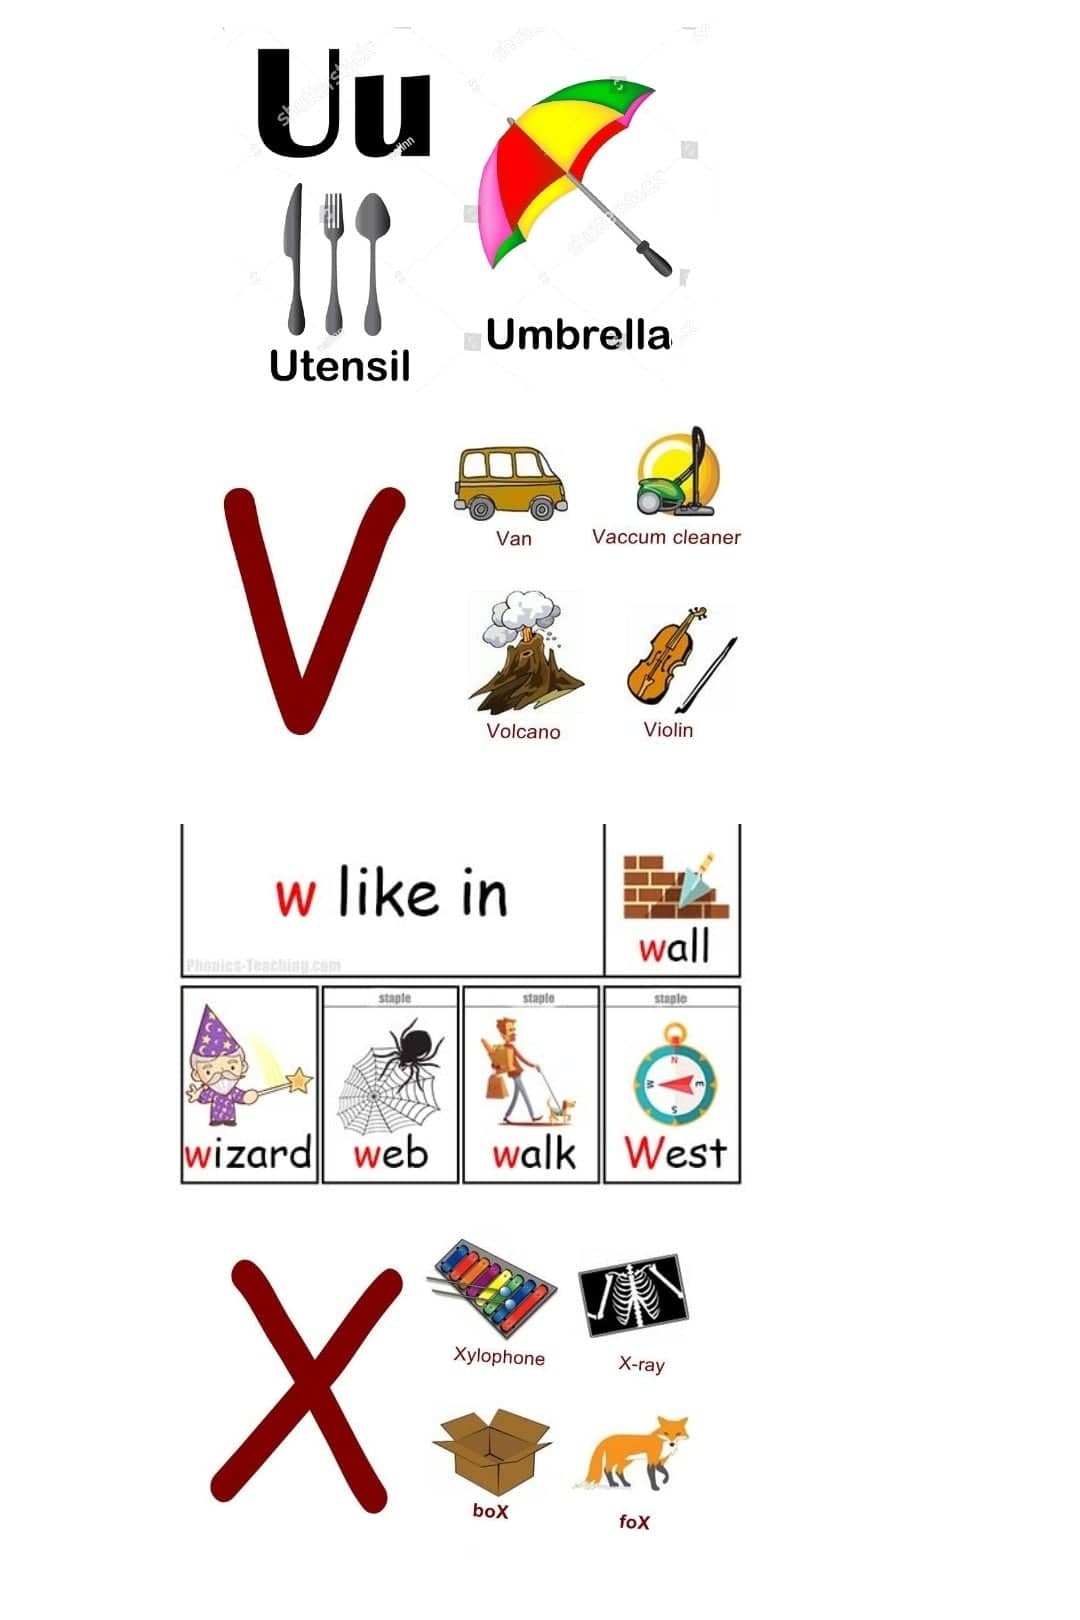 Uu
Utensil
Umbrella
V
Van
Vaccum cleaner
Volcano
Violin
w like in
wall
Phonics-Teaching.com
staple
staple
staple
N
W E
S
wizard
web
walk
West
X
Xylophone
X-ray
boX
foX